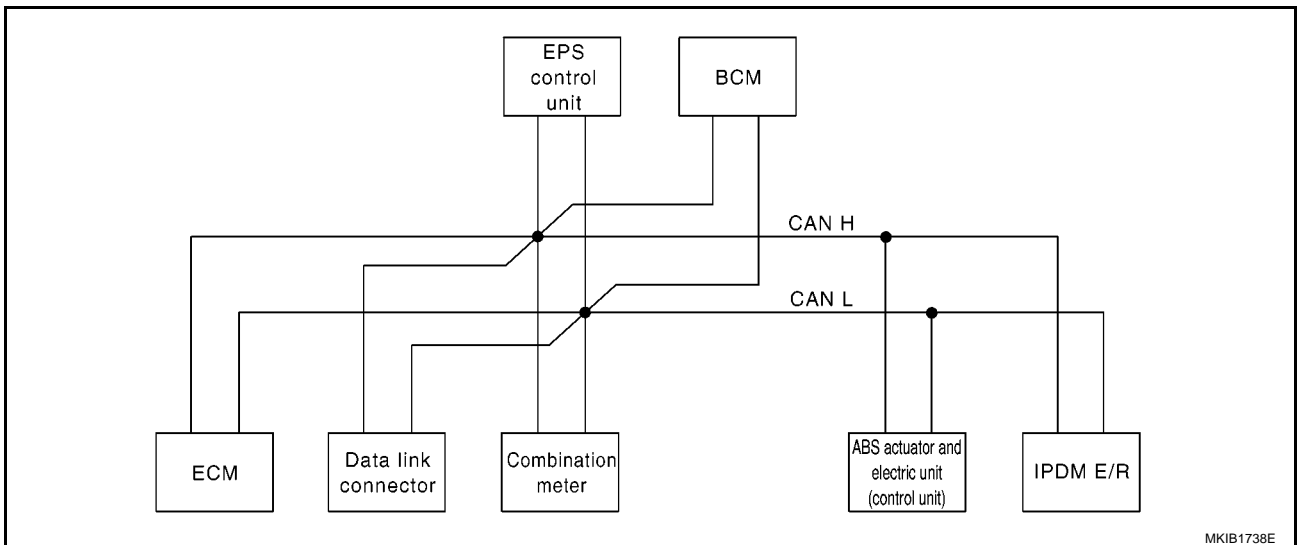 EPS
control
unit
BCM
CAN H
CAN L
ECM
Data link
connector
Combination
meter
ABS actuator and
electric unit
(control unit)
IPDM E/R
MKIB1738E